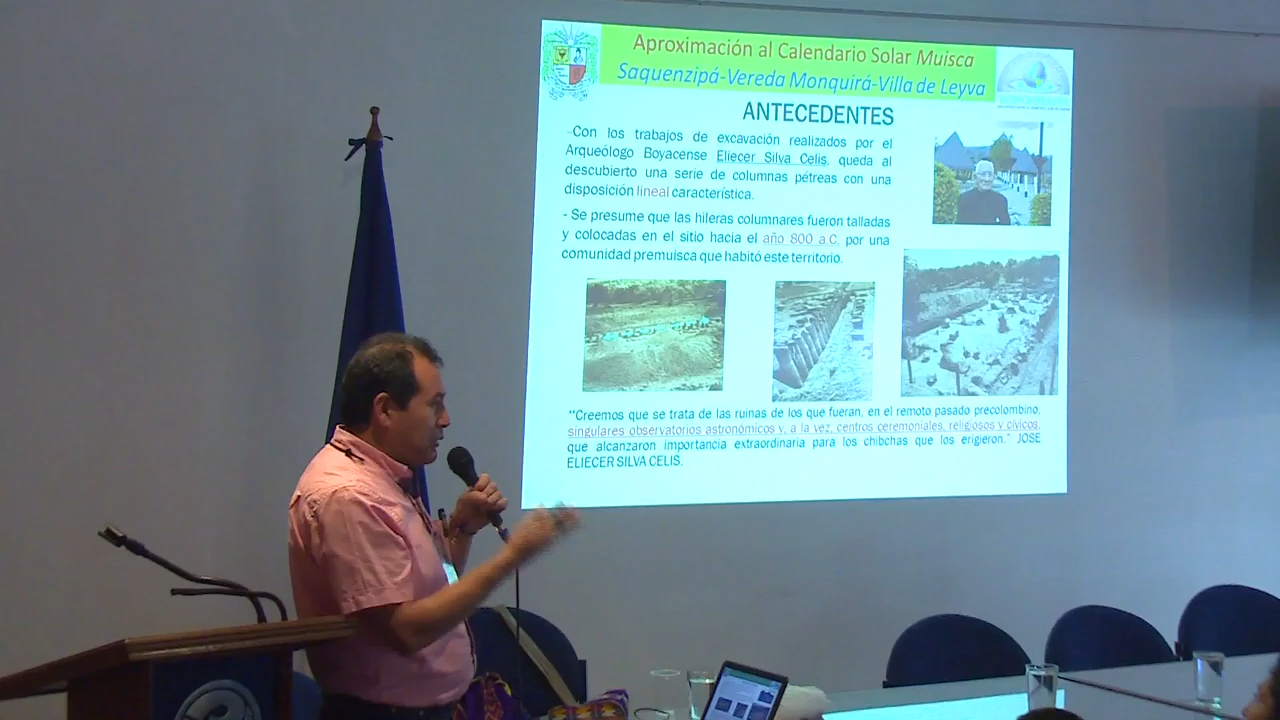 Aproximación al Calendario Solar Muisca
Saquenzipá-Vereda Monquirá-Villa de Leyva
ANTECEDENTES
-Con los trabajos de excavación realizados por el
Arqueólogo Boyacense Eliecer Silva Celis, queda al
descubierto una serie de columnas pétreas con una
disposición lineal característica.
- Se presume que las hileras columnares fueron talladas
y colocadas en el sitio hacia el año 800 a.C. por una
comunidad premuisca que habitó este territorio.
"Creemos que se trata de las ruinas de los que fueran, en el remoto pasado precolombino,
singulares observatorios astronómicos y, a la vez, centros ceremoniales, religiosos y cívicos,
que alcanzaron importancia extraordinaria para los chibchas que los erigieron." JOSE
ELIECER SILVA CELIS.